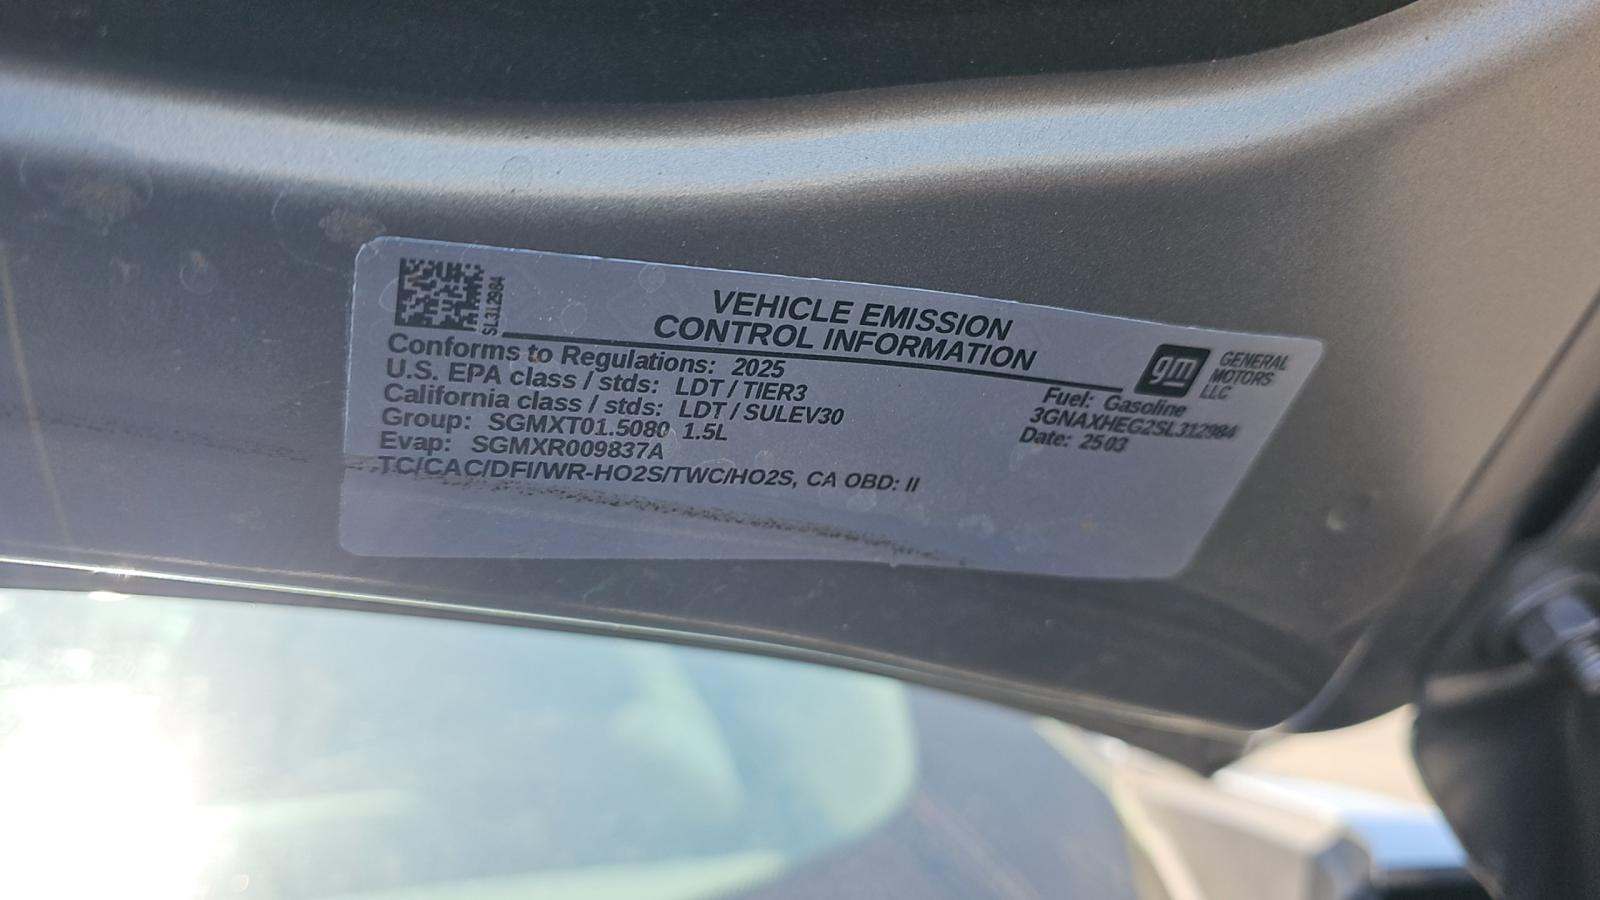 SL312984
VEHICLE EMISSION
CONTROL INFORMATION
gm GENERAL
MOTORS
LLC
Conforms to Regulations: 2025
U.S. EPA class / stds: LDT / TIER3
California class / stds: LDT / SULEV30
Group: SGMXT01.5080 1.5L
Evap: SGMXR009837A
TC/CAC/DFI/WR-HO2S/TWC/HO2S, CA OBD: II
Fuel: Gasoline
3GNAXHEG2SL312984
Date: 2503